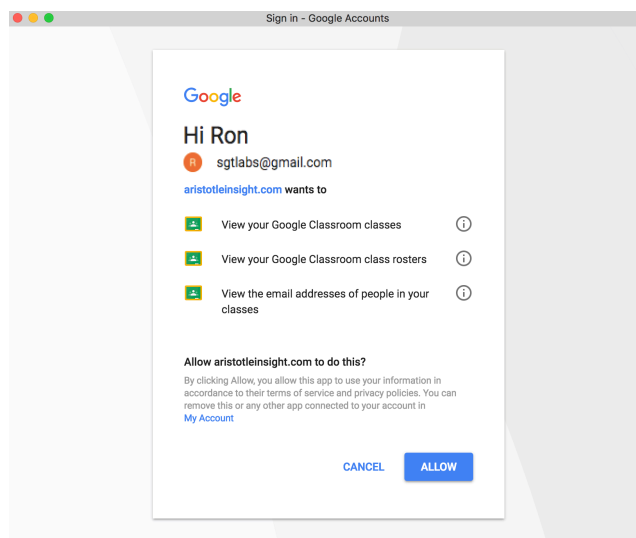 Sign in - Google Accounts
Google
Hi Ron
R
sgtlabs@gmail.com
aristotleinsight.com wants to
View your Google Classroom classes
View your Google Classroom class rosters
View the email addresses of people in your
classes
Allow aristotleinsight.com to do this?
By clicking Allow, you allow this app to use your information in
accordance to their terms of service and privacy policies. You can
remove this or any other app connected to your account in
My Account
CANCEL ALLOW